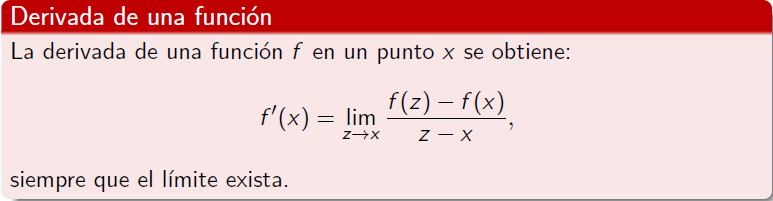 Derivada de una función
La derivada de una función f en un punto x se obtiene:
f′(x) = lim z→x f(z) − f(x) / z − x,
siempre que el límite exista.